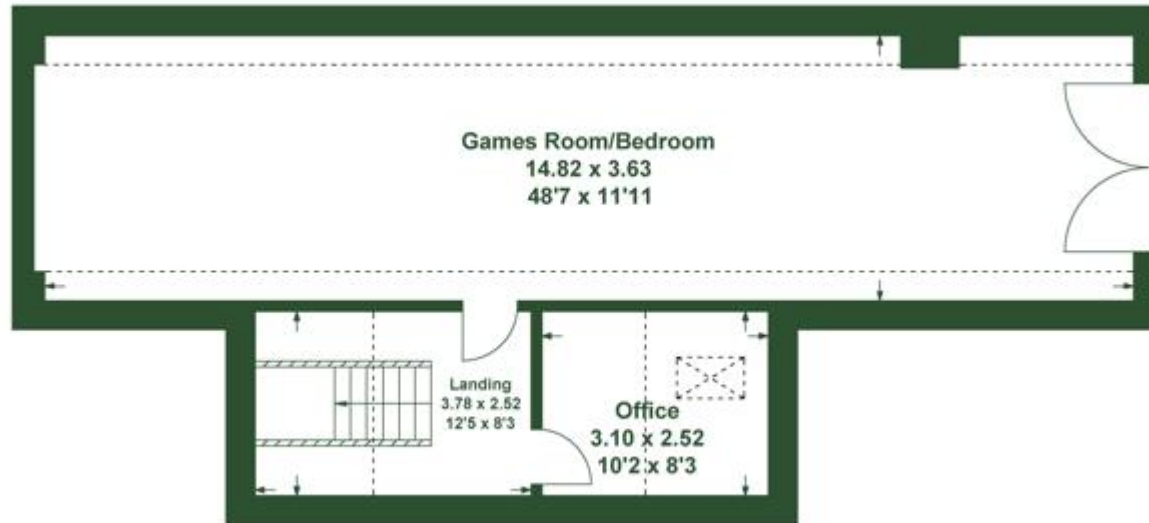 Games Room/Bedroom
14.82 x 3.63
48'7 x 11'11
Landing
3.78 x 2.52
12'5 x 8'3
Office
3.10 x 2.52
10'2 x 8'3